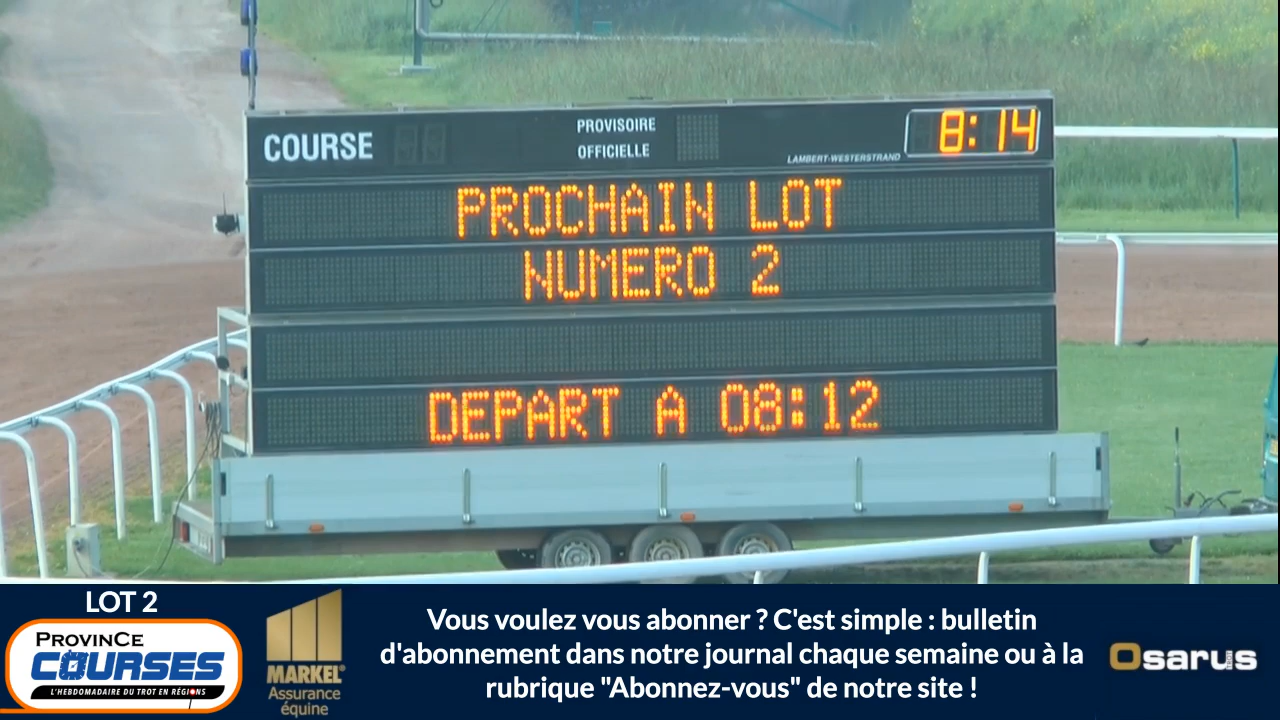 COURSE
PROVISOIRE
OFFICIELLE
LAMBERT-WESTERSTRAND
8:14
PROCHAIN LOT
NUMERO 2
DEPART A 08:12
LOT 2
PROVINCE
COURSES
L'HEBDOMADAIRE DU TROT EN RÉGIONS
MARKEL®
Assurance
équine
Vous voulez vous abonner ? C'est simple : bulletin
d'abonnement dans notre journal chaque semaine ou à la
rubrique "Abonnez-vous" de notre site !
Osarus